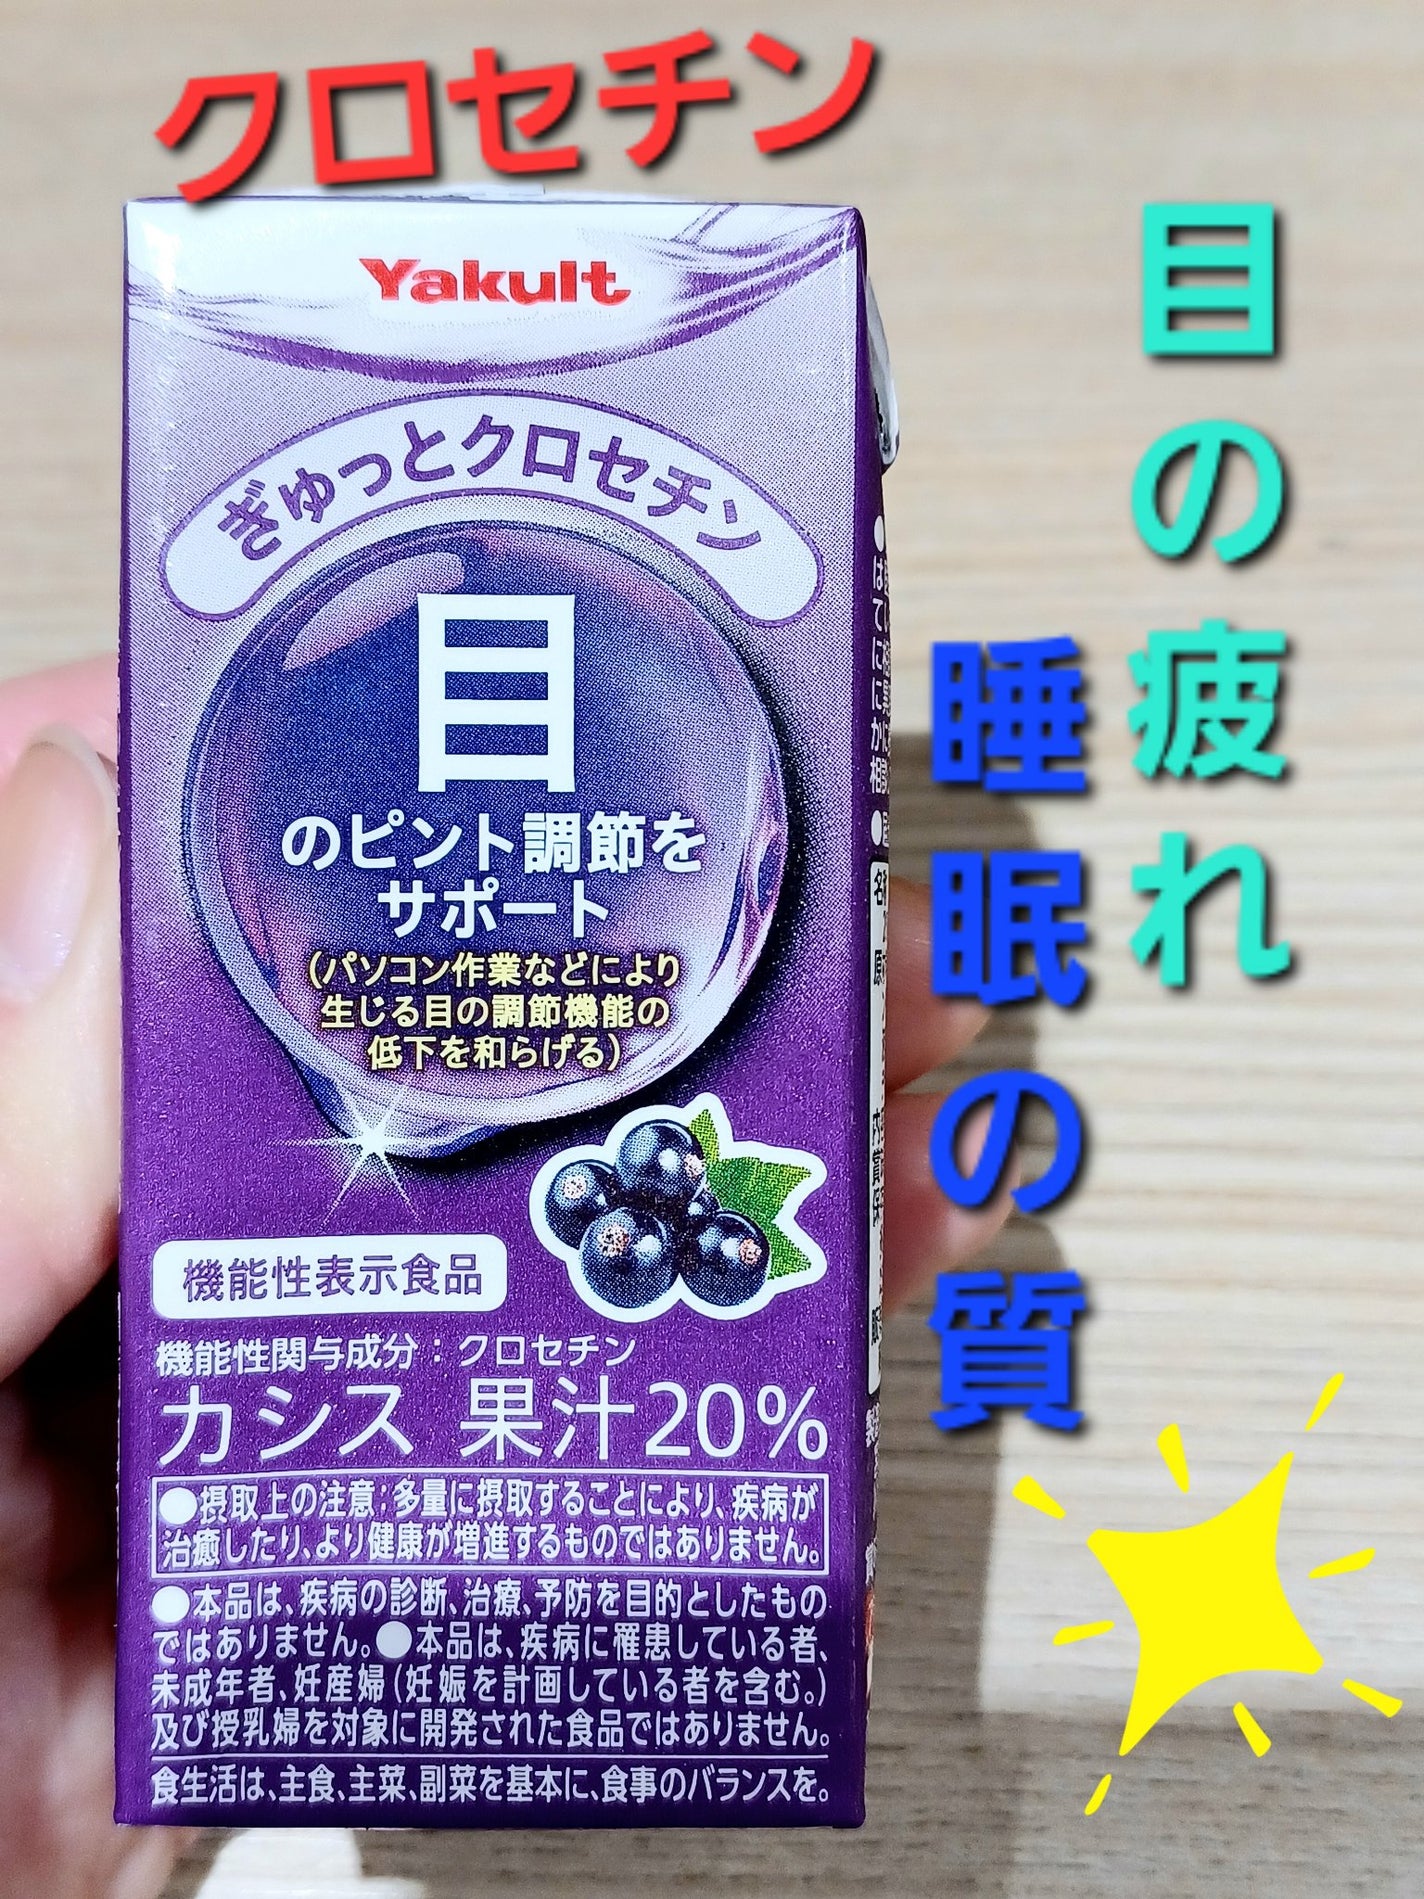 クロセチン
目の疲れ
睡眠の質
Yakult
ぎゅっとクロセチン
目
のピント調節を
サポート
(パソコン作業などにより
生じる目の調節機能の
低下を和らげる)
機能性表示食品
機能性関与成分：クロセチン
カシス 果汁20%
●摂取上の注意:多量に摂取することにより、疾病が
治癒したり、より健康が増進するものではありません。
●本品は、疾病の診断、治療、予防を目的としたもの
ではありません。●本品は、疾病に罹患している者、
未成年者、妊産婦(妊娠を計画している者を含む。)
及び授乳婦を対象に開発された食品ではありません。
食生活は、主食、主菜、副菜を基本に、食事のバランスを。